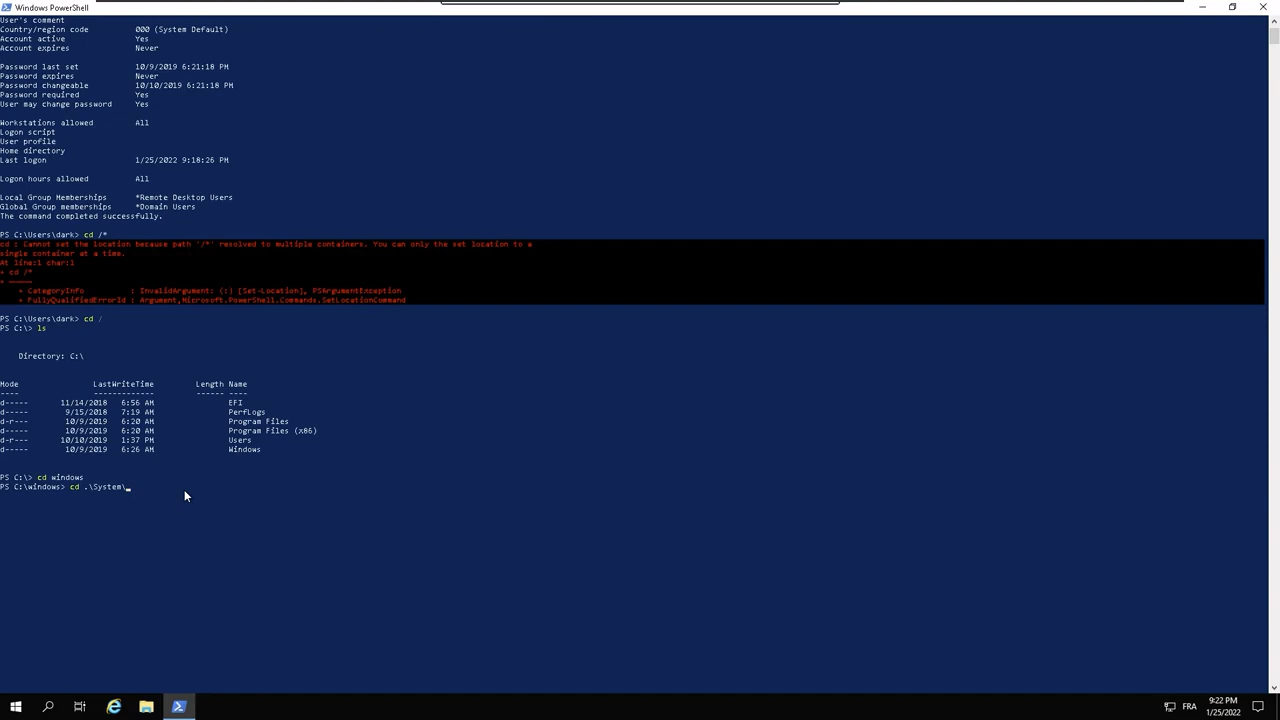 Windows PowerShell
User's comment
Country/region code 000 (System Default)
Account active Yes
Account expires Never
Password last set 10/9/2019 6:21:18 PM
Password expires Never
Password changeable 10/10/2019 6:21:18 PM
Password required Yes
User may change password Yes
Workstations allowed All
Logon script
User profile
Home directory
Last logon 1/25/2022 9:18:26 PM
Logon hours allowed All
Local Group Memberships *Remote Desktop Users
Global Group memberships *Domain Users
The command completed successfully.
PS C:\Users\dark> cd /*
cd : Cannot set the location because path '/*' resolved to multiple containers. You can only the set location to a
single container at a time.
At line:1 char:1
+ cd /*
+ ~~~~~
+ CategoryInfo : InvalidArgument: (:) [Set-Location], PSArgumentException
+ FullyQualifiedErrorId : Argument,Microsoft.PowerShell.Commands.SetLocationCommand
PS C:\Users\dark> cd /
PS C:\> ls
Directory: C:\
Mode LastWriteTime Length Name
---- ------------- ------ ----
d----- 11/14/2018 6:56 AM EFI
d----- 9/15/2018 7:19 AM PerfLogs
d-r--- 10/9/2019 6:20 AM Program Files
d----- 10/9/2019 6:20 AM Program Files (x86)
d-r--- 10/10/2019 1:37 PM Users
d----- 10/9/2019 6:26 AM Windows
PS C:\> cd windows
PS C:\windows> cd .\System\_
FRA
9:22 PM
1/25/2022